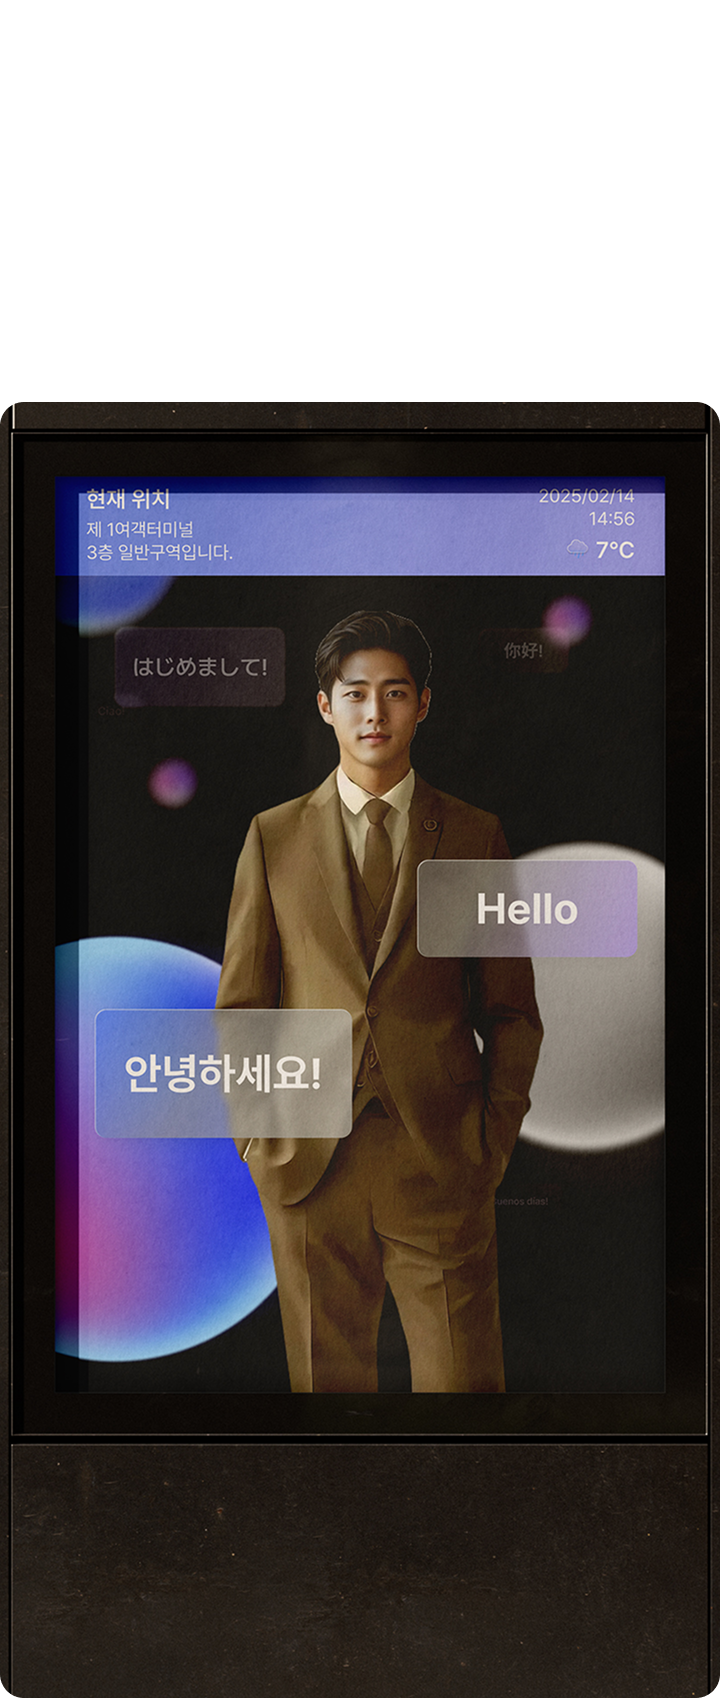 현재 위치
제 1여객터미널
3층 일반구역입니다.
2025/02/14
14:56
7°C
はじめまして!
你好!
Ciao!
Hello
안녕하세요!
uenos dias!